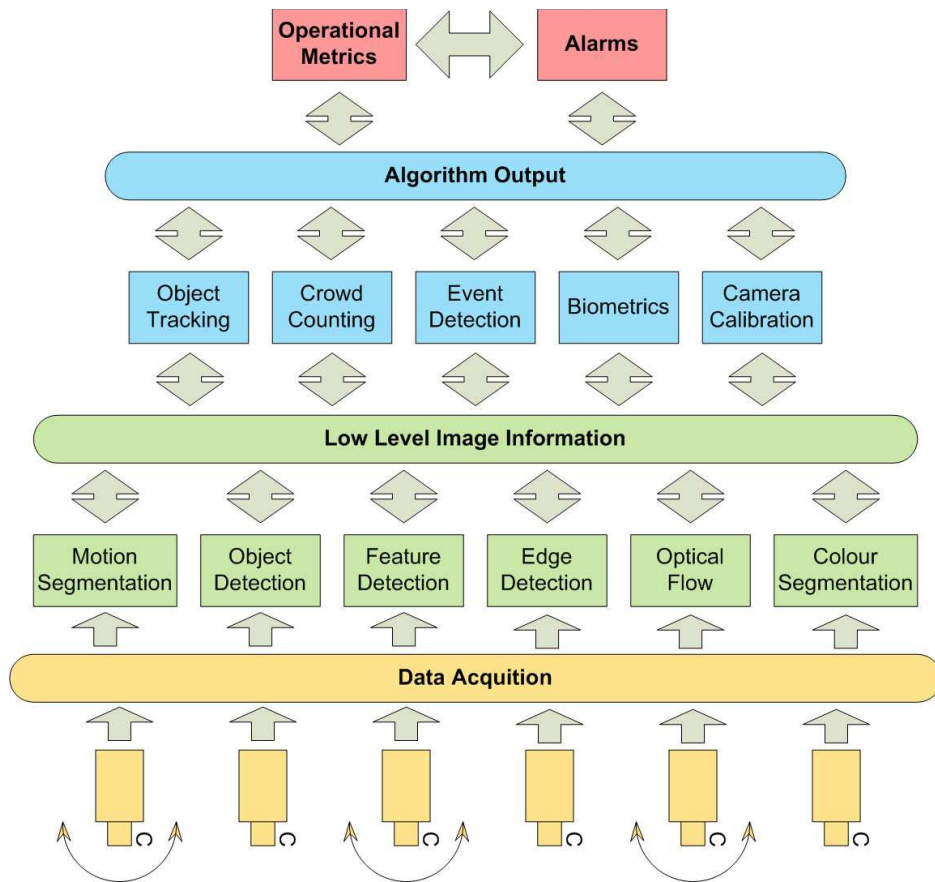 Operational
Metrics
Alarms
Algorithm Output
Object
Tracking
Crowd
Counting
Event
Detection
Biometrics
Camera
Calibration
Low Level Image Information
Motion
Segmentation
Object
Detection
Feature
Detection
Edge
Detection
Optical
Flow
Colour
Segmentation
Data Acquition
C
C
C
C
C
C